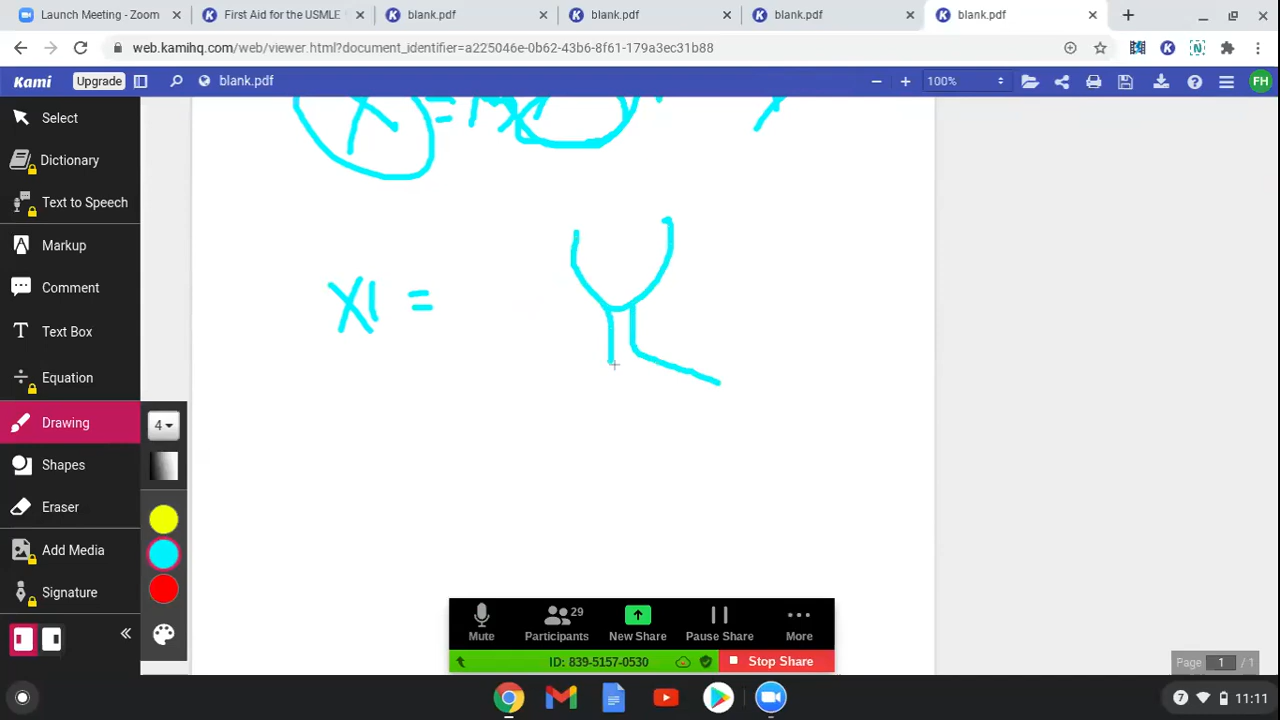 Launch Meeting - Zoom
First Aid for the USMLE
blank.pdf
blank.pdf
blank.pdf
blank.pdf
web.kamihq.com/web/viewer.html?document_identifier=a225046e-0b62-43b6-8f61-179a3ec31b88
Kami
Upgrade
blank.pdf
100%
FH
Select
Dictionary
Text to Speech
Markup
Comment
Text Box
Equation
Drawing
4
Shapes
Eraser
Add Media
Signature
XI =
29
Mute
Participants
New Share
Pause Share
More
ID: 839-5157-0530
Stop Share
Page 1 / 1
7
11:11